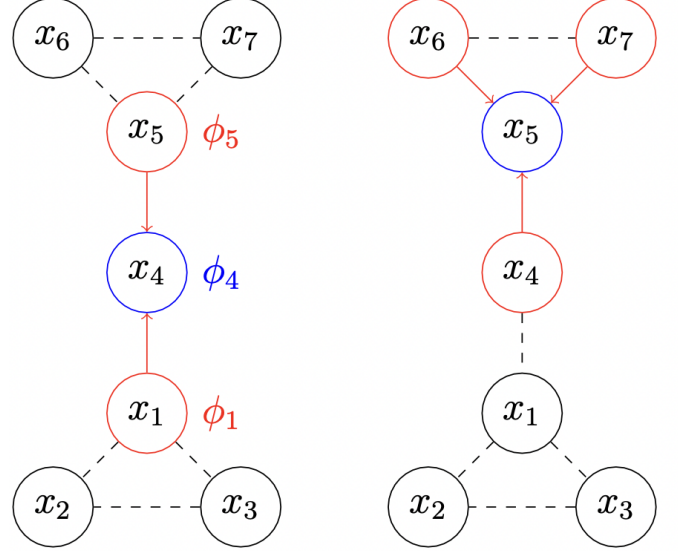 x₆ x₇ x₆ x₇
x₅ ϕ₅ x₅
x₄ ϕ₄ x₄
x₁ ϕ₁ x₁
x₂ x₃ x₂ x₃